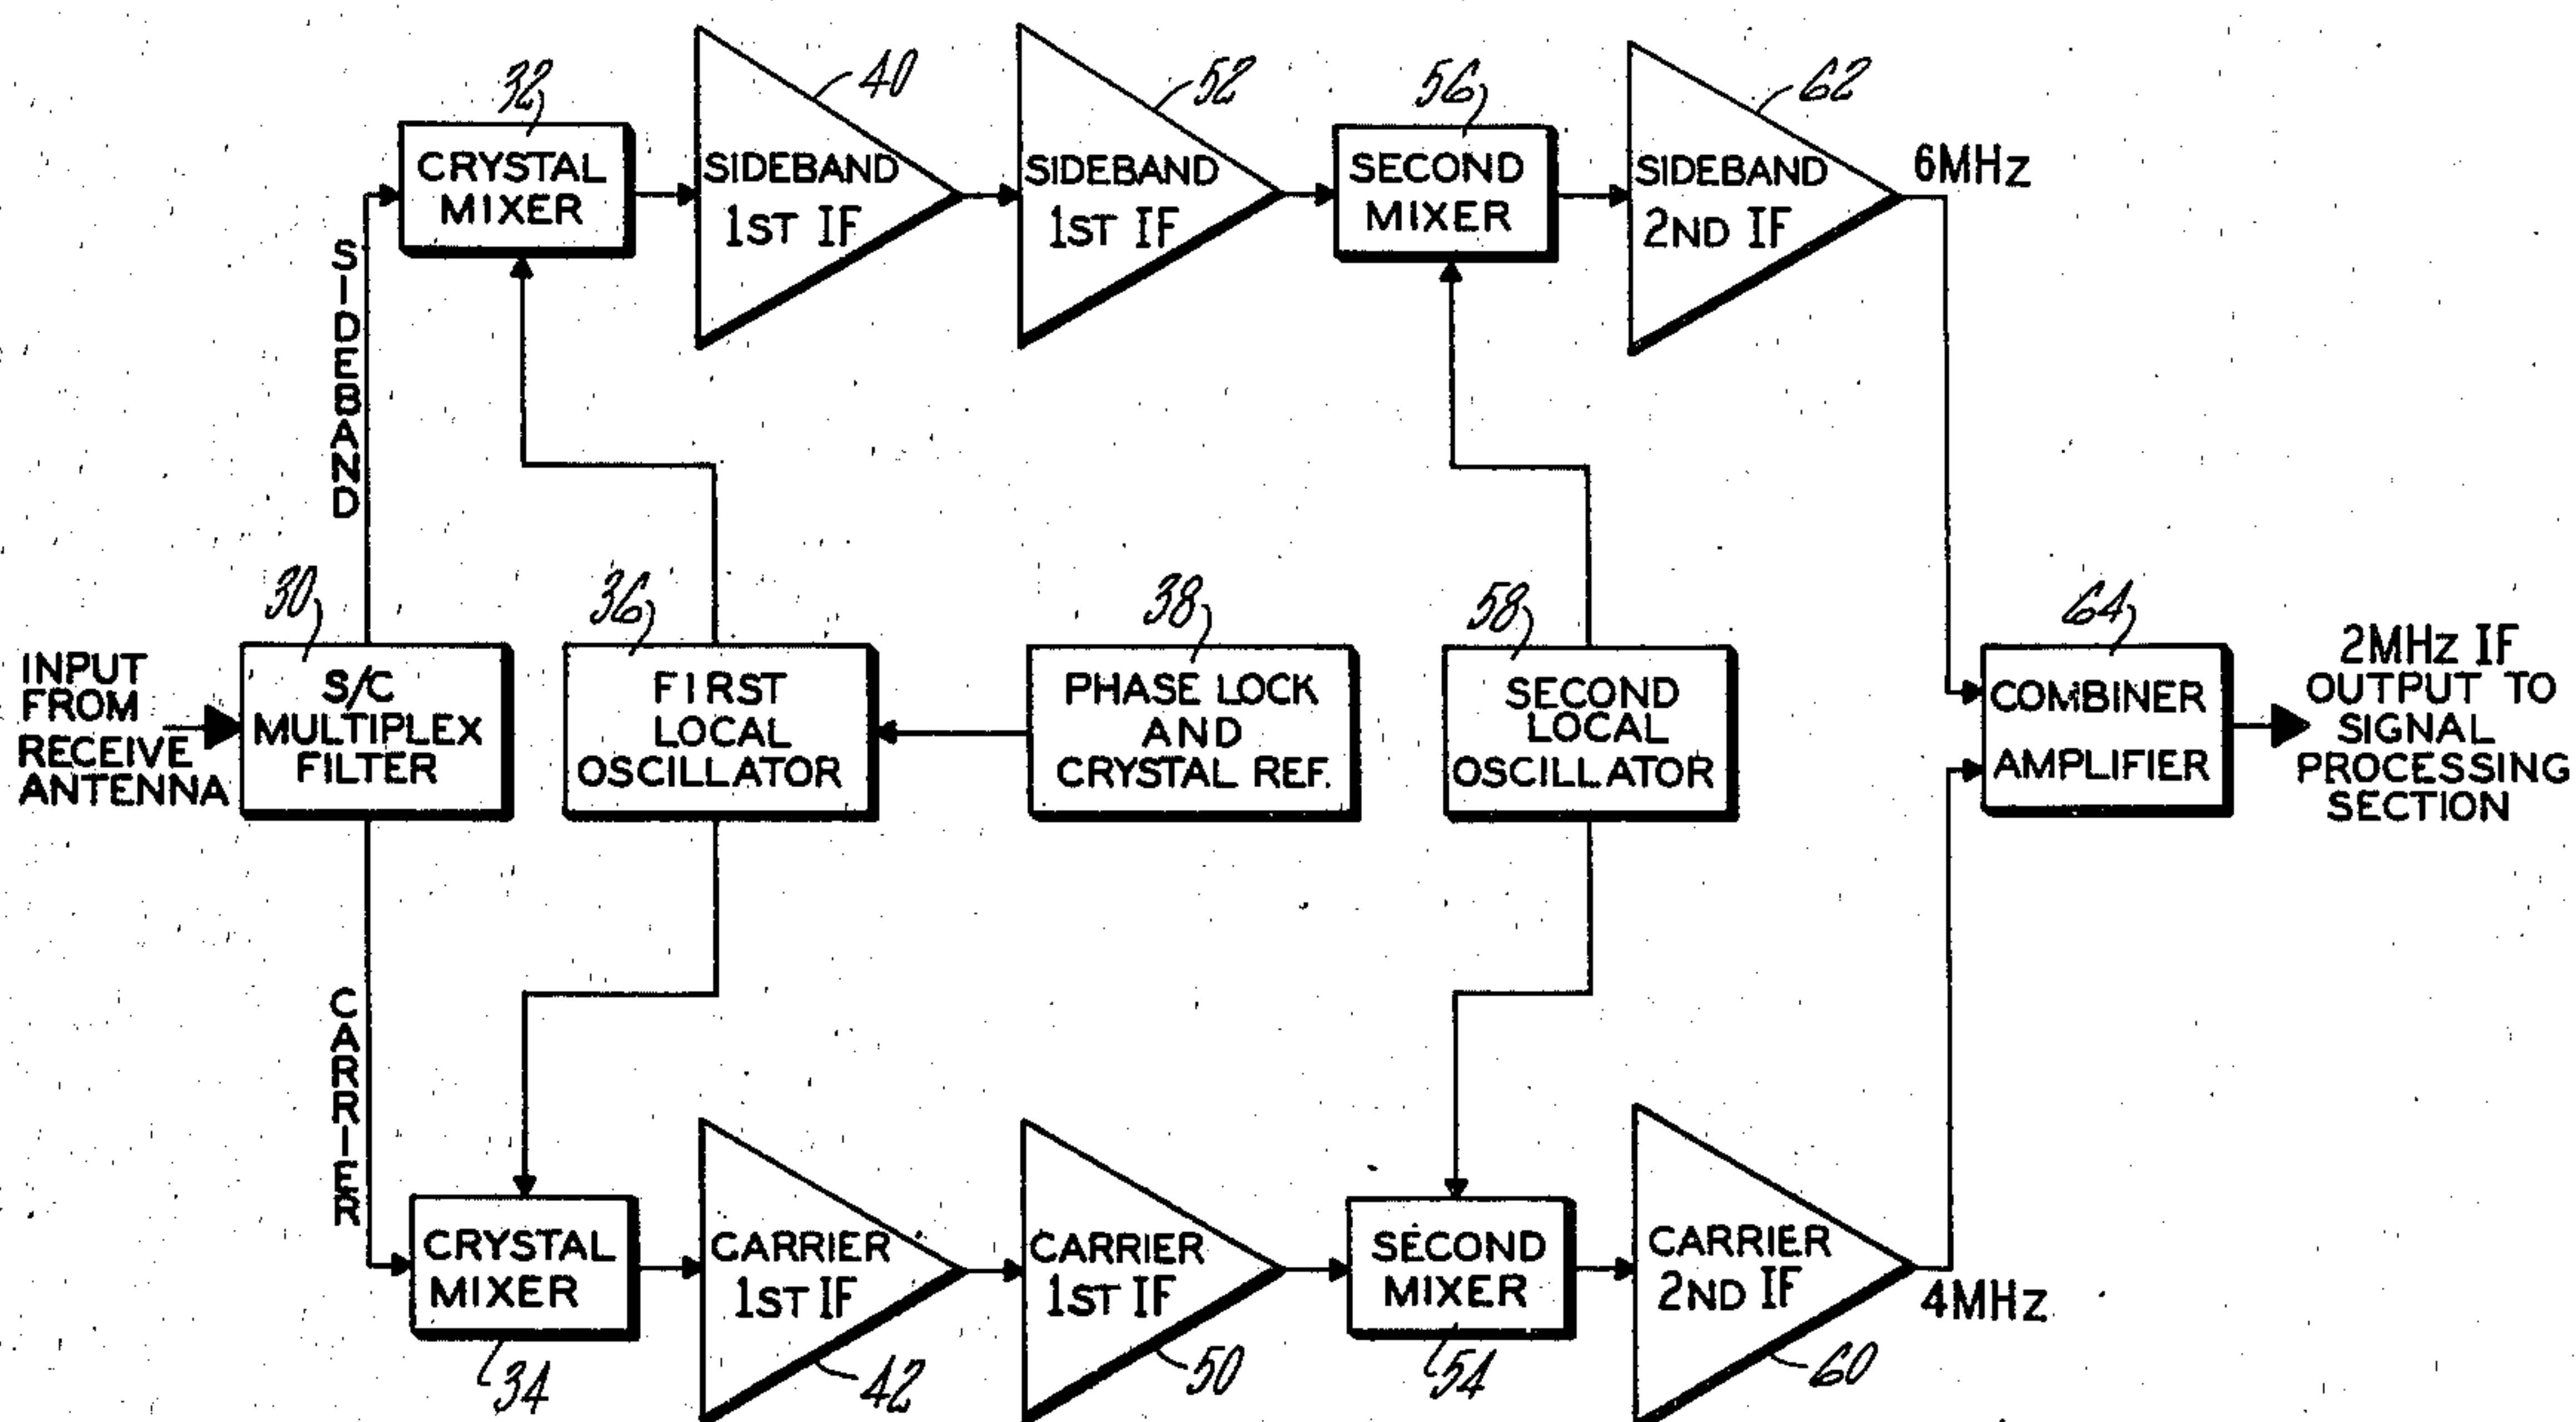 32
40
52
56
62
CRYSTAL
MIXER
SIDEBAND
1ST IF
SIDEBAND
1ST IF
SECOND
MIXER
SIDEBAND
2ND IF
6MHz
SIDEBAND
30
36
38
58
64
INPUT
FROM
RECEIVE
ANTENNA
S/C
MULTIPLEX
FILTER
FIRST
LOCAL
OSCILLATOR
PHASE LOCK
AND
CRYSTAL REF.
SECOND
LOCAL
OSCILLATOR
COMBINER
AMPLIFIER
2MHz IF
OUTPUT TO
SIGNAL
PROCESSING
SECTION
CARRIER
CRYSTAL
MIXER
CARRIER
1ST IF
CARRIER
1ST IF
SECOND
MIXER
CARRIER
2ND IF
4MHz
34
42
50
54
60